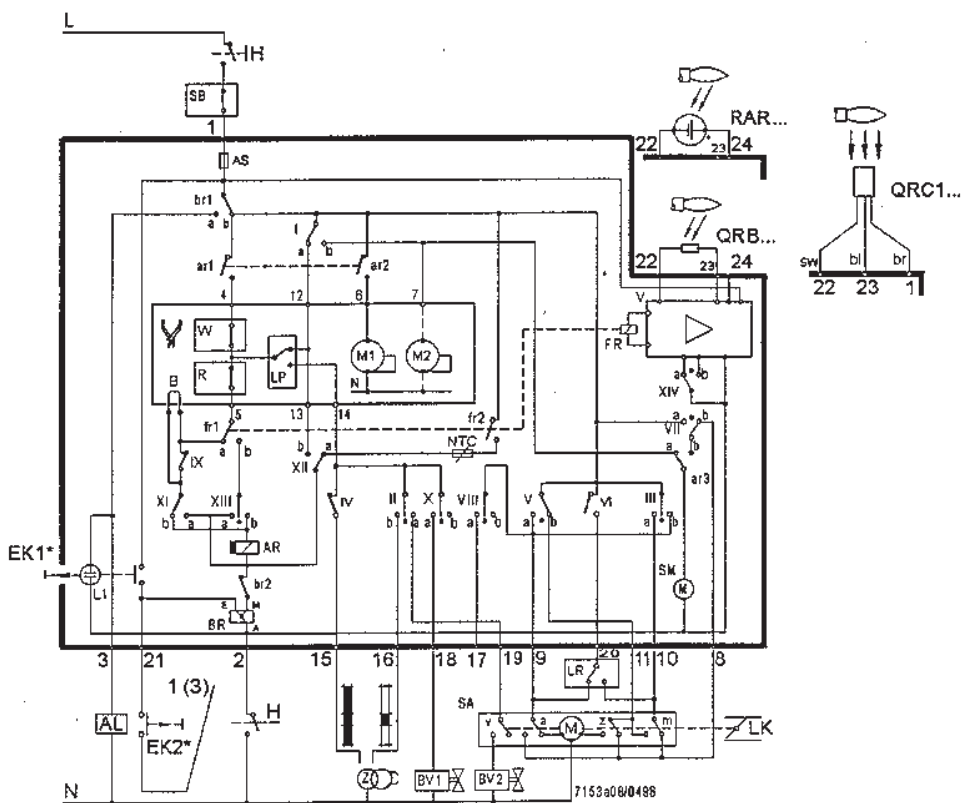 L
H
SB
1
AS
RAR...
22 23 24
QRC1...
br1
a b
I
a b
QRB...
22 23 24
sw bl br
22 23 1
ar1 ar2
4 12 6 7
V
FR
W
M1 M2
LP
R
N
B
a b
XIV
5 13 14
fr1
fr2
a VII b
IX
a b
b XII a
NTC
a
ar3
XI XIII
IV
II X VIII V VI III
b a a b
b a a b a b a b a b
AR
EK1*
L1
br2
SM
M
a M
BR A
3 21 2 15 16 18 17 19 9 20 11 10 8
1 (3)
LR
SA
v a M z m
LK
AL
H
EK2*
Z
BV1 BV2
N
7153a08/0498